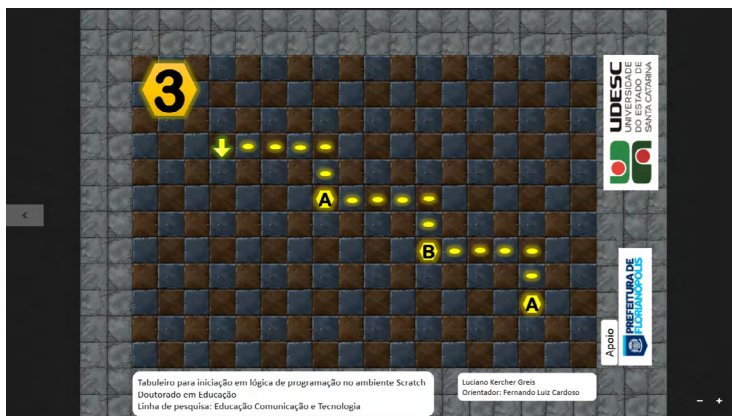 3
A
B
A
UDESC
UNIVERSIDADE
DO ESTADO DE
SANTA CATARINA
Apoio
PREFEITURA DE
FLORIANÓPOLIS
Tabuleiro para iniciação em lógica de programação no ambiente Scratch
Doutorado em Educação
Linha de pesquisa: Educação Comunicação e Tecnologia
Luciano Kercher Greis
Orientador: Fernando Luiz Cardoso